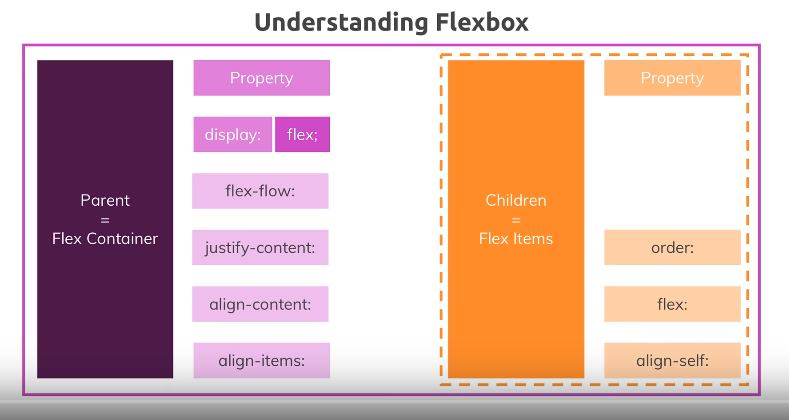 Understanding Flexbox
Parent
=
Flex Container
Property
display: flex;
flex-flow:
justify-content:
align-content:
align-items:
Children
=
Flex Items
Property
order:
flex:
align-self: